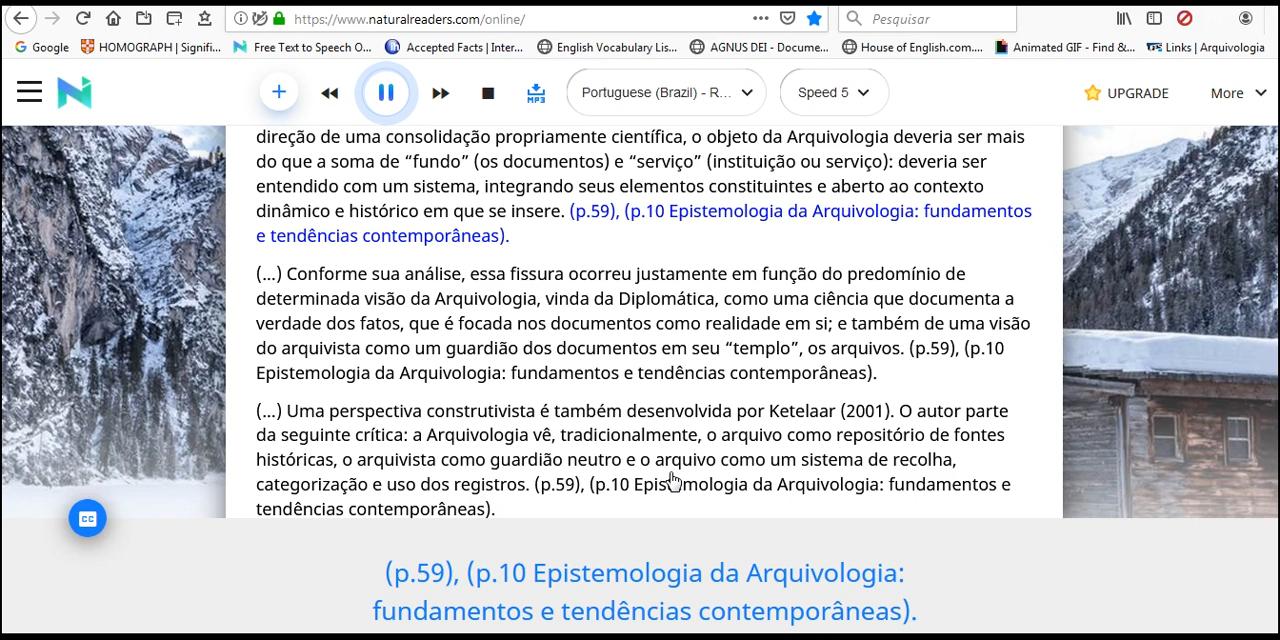 https://www.naturalreaders.com/online/
Pesquisar
Google
HOMOGRAPH | Signifi...
Free Text to Speech O...
Accepted Facts | Inter...
English Vocabulary Lis...
AGNUS DEI - Docume...
House of English.com....
Animated GIF - Find &...
Links | Arquivologia
MP3
Portuguese (Brazil) - R...
Speed 5
UPGRADE
More
direção de uma consolidação propriamente científica, o objeto da Arquivologia deveria ser mais
do que a soma de “fundo” (os documentos) e “serviço” (instituição ou serviço): deveria ser
entendido com um sistema, integrando seus elementos constituintes e aberto ao contexto
dinâmico e histórico em que se insere. (p.59), (p.10 Epistemologia da Arquivologia: fundamentos
e tendências contemporâneas).
(...) Conforme sua análise, essa fissura ocorreu justamente em função do predomínio de
determinada visão da Arquivologia, vinda da Diplomática, como uma ciência que documenta a
verdade dos fatos, que é focada nos documentos como realidade em si; e também de uma visão
do arquivista como um guardião dos documentos em seu “templo”, os arquivos. (p.59), (p.10
Epistemologia da Arquivologia: fundamentos e tendências contemporâneas).
(...) Uma perspectiva construtivista é também desenvolvida por Ketelaar (2001). O autor parte
da seguinte crítica: a Arquivologia vê, tradicionalmente, o arquivo como repositório de fontes
históricas, o arquivista como guardião neutro e o arquivo como um sistema de recolha,
categorização e uso dos registros. (p.59), (p.10 Epistemologia da Arquivologia: fundamentos e
tendências contemporâneas).
CC
(p.59), (p.10 Epistemologia da Arquivologia:
fundamentos e tendências contemporâneas).